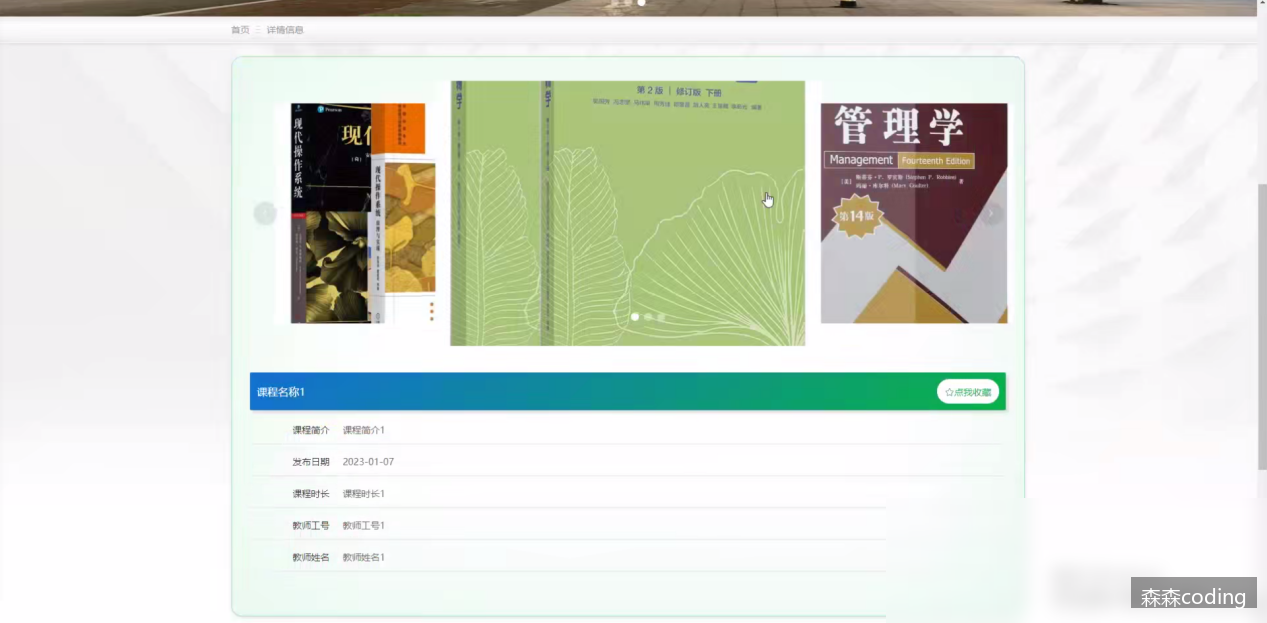 首页 详情信息
Pearson
现代操作系统
现代操作系统
第2版 | 修订版 下册
管理学
Management Fourteenth Edition
第14版
课程名称1
☆点我收藏
课程简介 课程简介1
发布日期 2023-01-07
课程时长 课程时长1
教师工号 教师工号1
教师姓名 教师姓名1
森森coding